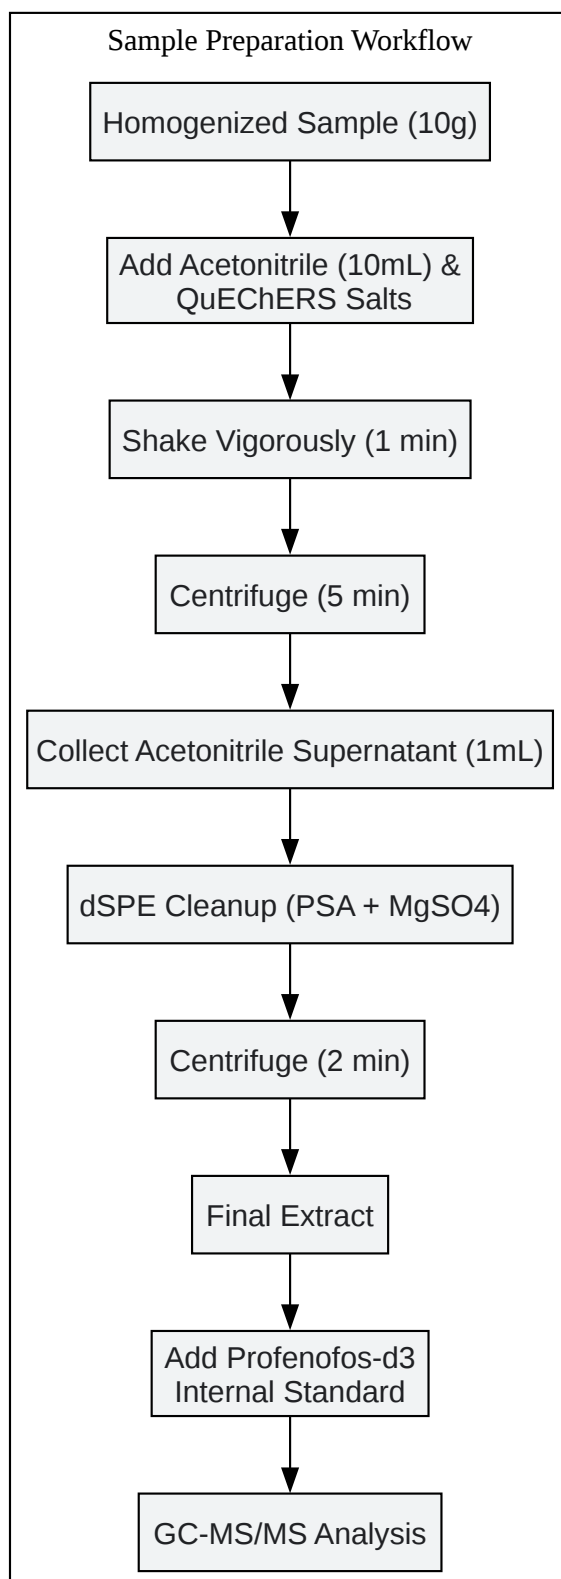 Sample Preparation Workflow
Homogenized Sample (10g)
Add Acetonitrile (10mL) &
QuEChERS Salts
Shake Vigorously (1 min)
Centrifuge (5 min)
Collect Acetonitrile Supernatant (1mL)
dSPE Cleanup (PSA + MgSO4)
Centrifuge (2 min)
Final Extract
Add Profenofos-d3
Internal Standard
GC-MS/MS Analysis